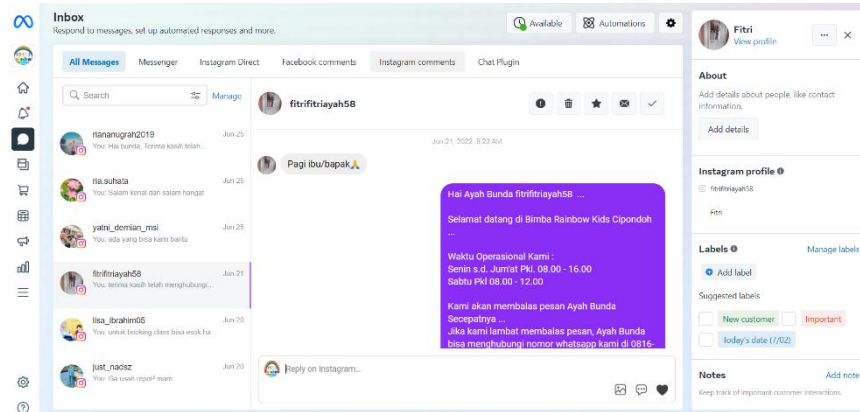 Inbox
Respond to messages, set up automated responses and more.
Available
Automations
All Messages
Messenger
Instagram Direct
Facebook comments
Instagram comments
Chat Plugin
Search
Manage
riananugrah2019
Jun 25
You: Hai bunda, Terima kasih telah...
ria.suhata
Jun 25
You: Salam kenal dan salam hangat
yatni_demian_msi
Jun 25
You: ada yang bisa kami bantu
fitrifitriayah58
Jun 21
You: terima kasih telah menghubungi...
lisa_ibrahim05
Jun 20
You: untuk booking class bisa esok ha
just_nadsz
Jun 20
You: Ga usah repot² mam
fitrifitriayah58
Jun 21, 2022, 9:23 AM
Pagi ibu/bapak🙏
Hai Ayah Bunda fitrifitriayah58 ...
Selamat datang di Bimba Rainbow Kids Cipondoh
...
Waktu Operasional Kami :
Senin s.d. Jum'at Pkl. 08.00 - 16.00
Sabtu Pkl 08.00 - 12.00
Kami akan membalas pesan Ayah Bunda
Secepatnya ...
Jika kami lambat membalas pesan, Ayah Bunda
bisa menghubungi nomor whatsapp kami di 0816-
Reply on Instagram...
Fitri
View profile
About
Add details about people, like contact
information.
Add details
Instagram profile
fitrifitriayah58
Fitri
Labels
Manage labels
Add label
Suggested labels
New customer
Important
Today's date (7/02)
Notes
Add note
Keep track of important customer interactions.